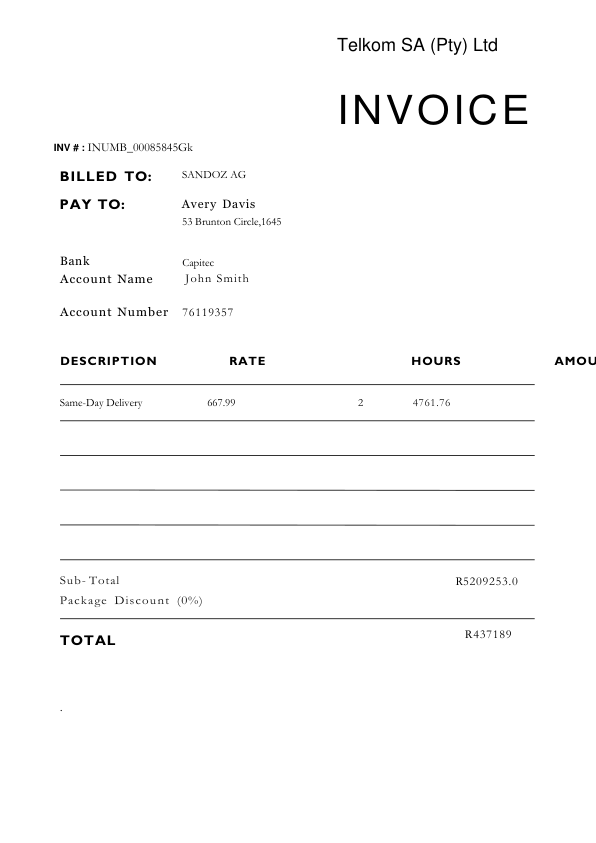 Telkom SA (Pty) Ltd
INVOICE
INV # : INUMB_00085845Gk
BILLED TO: SANDOZ AG
PAY TO: Avery Davis
53 Brunton Circle,1645
Bank Capitec
Account Name John Smith
Account Number 76119357
DESCRIPTION RATE HOURS AMOU
Same-Day Delivery 667.99 2 4761.76
Sub-Total R5209253.0
Package Discount (0%)
TOTAL R437189
.